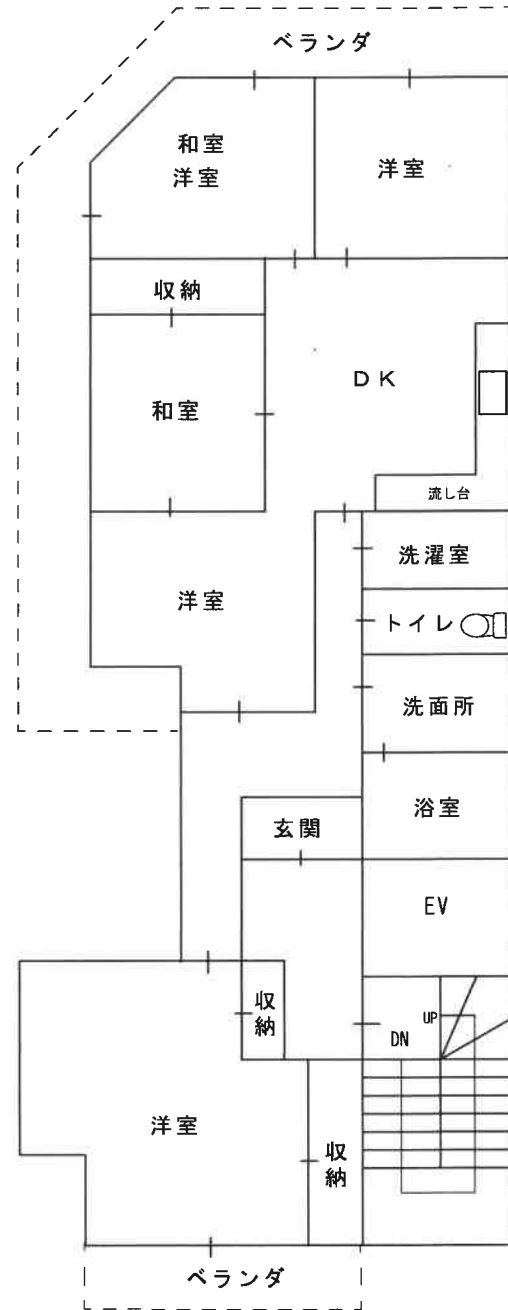 ベランダ
和室
洋室
洋室
収納
DK
和室
流し台
洗濯室
洋室
トイレ
洗面所
浴室
玄関
EV
収
納
UP
DN
洋室
収
納
ベランダ